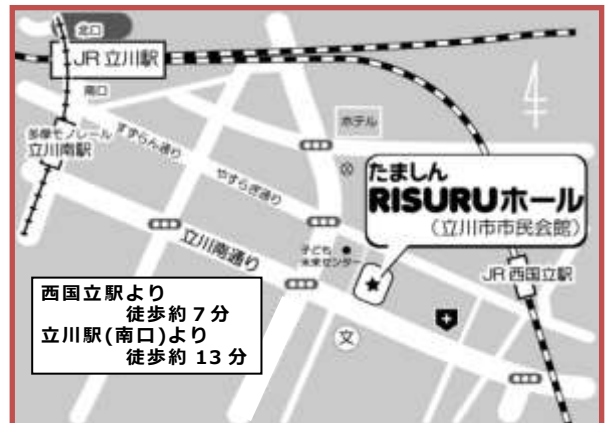 北口
JR 立川駅
南口
多摩モノレール
立川南駅
すずらん通り
やすらぎ通り
ホテル
たましん
RISURUホール
(立川市市民会館)
立川南通り
子ども
未来センター
JR 西国立駅
文
西国立駅より
徒歩約7分
立川駅(南口)より
徒歩約 13 分